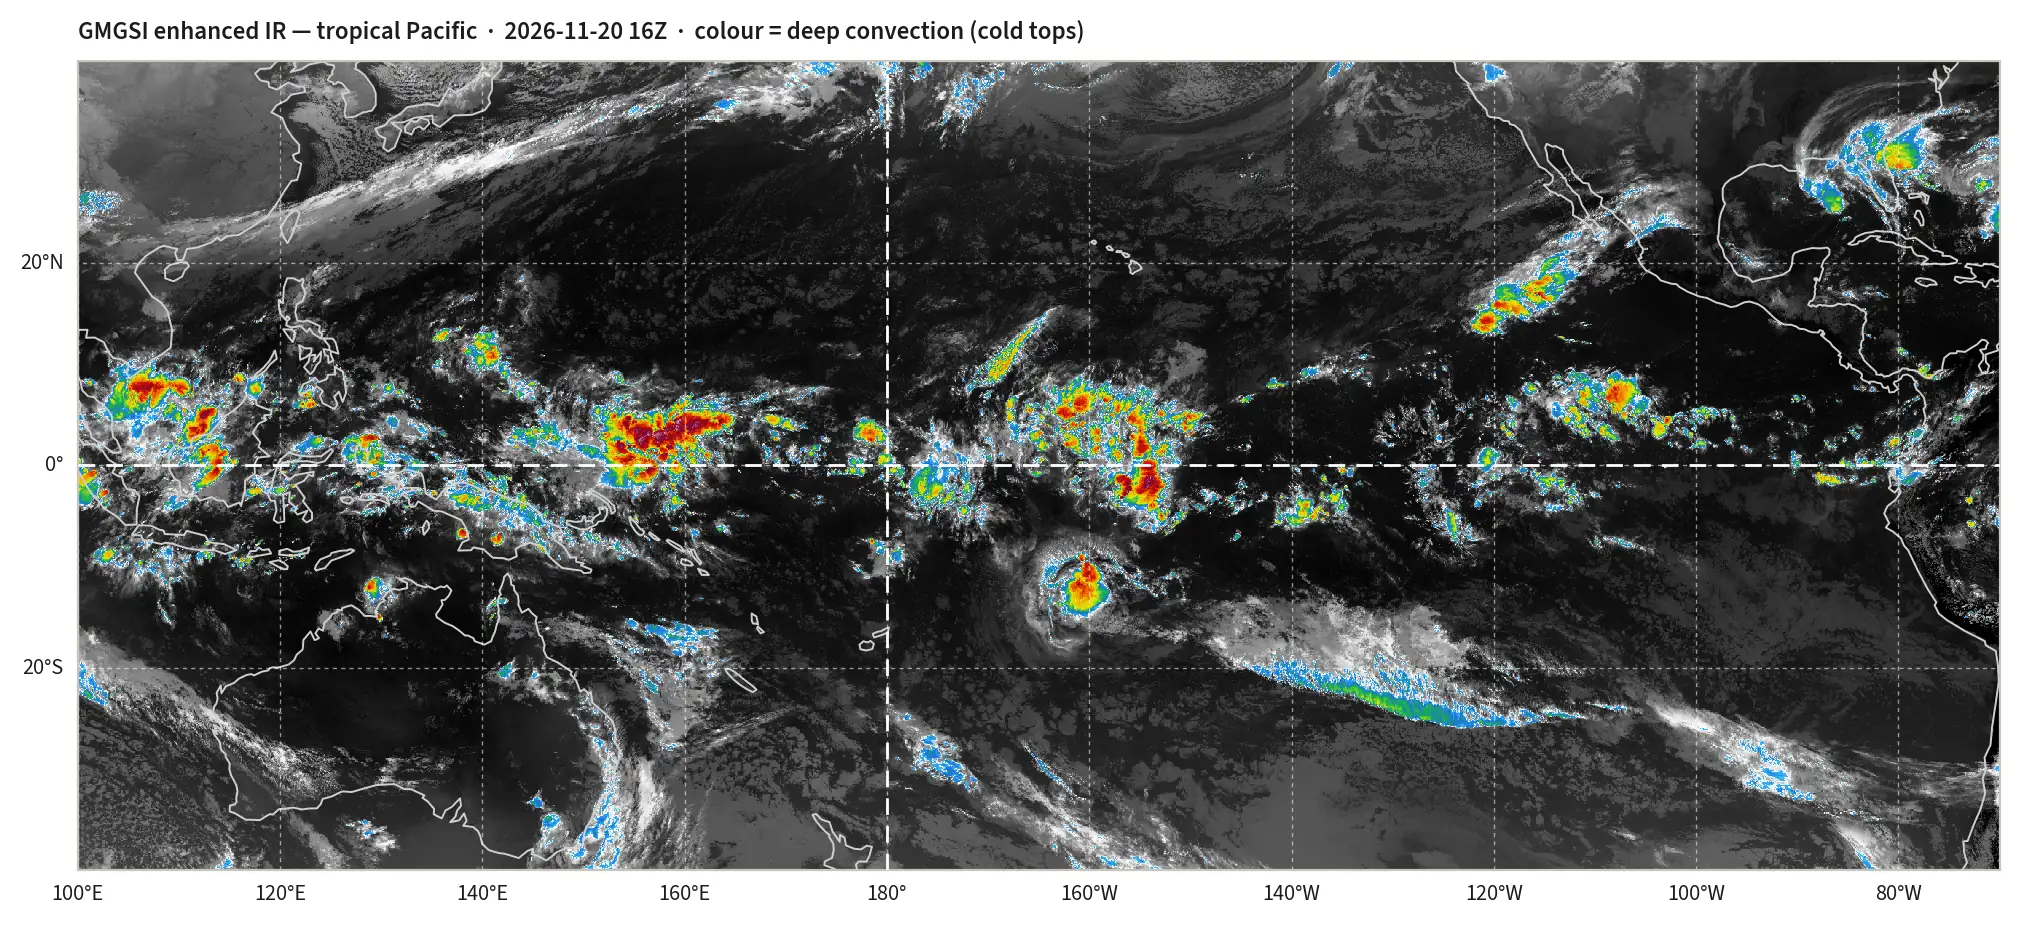 GMGSI enhanced IR — tropical Pacific · 2026-11-20 16Z · colour = deep convection (cold tops)
20°N
0°
20°S
100°E 120°E 140°E 160°E 180° 160°W 140°W 120°W 100°W 80°W